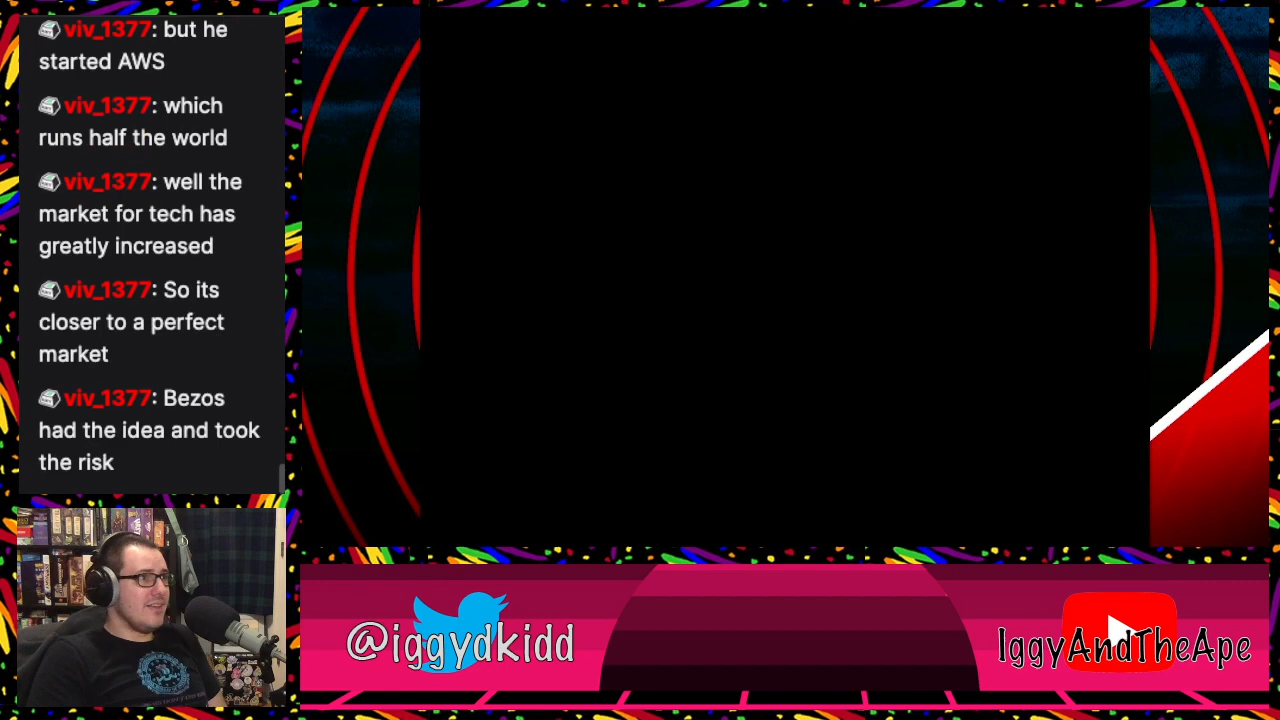 viv_1377: but he
started AWS
viv_1377: which
runs half the world
viv_1377: well the
market for tech has
greatly increased
viv_1377: So its
closer to a perfect
market
viv_1377: Bezos
had the idea and took
the risk
@iggydkidd
IggyAndTheApe